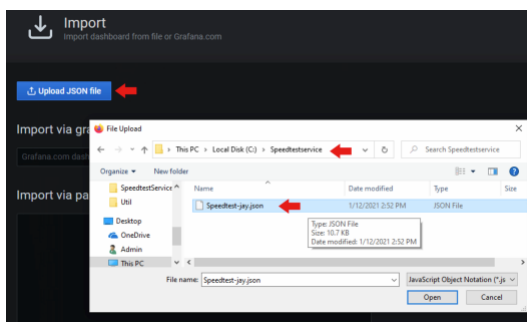 Import
Import dashboard from file or Grafana.com
Upload JSON file
Import via gra
Grafana.com dash
Import via pa
File Upload
This PC > Local Disk (C:) > Speedtestservice
Search Speedtestservice
Organize
New folder
SpeedtestService
Util
Desktop
OneDrive
Admin
This PC
Name
Date modified
Type
Size
Speedtest-jay.json
1/12/2021 2:32 PM
JSON File
Type: JSON File
Size: 10.7 KB
Date modified: 1/12/2021 2:32 PM
File name:
Speedtest-jay.json
JavaScript Object Notation (*.js
Open
Cancel